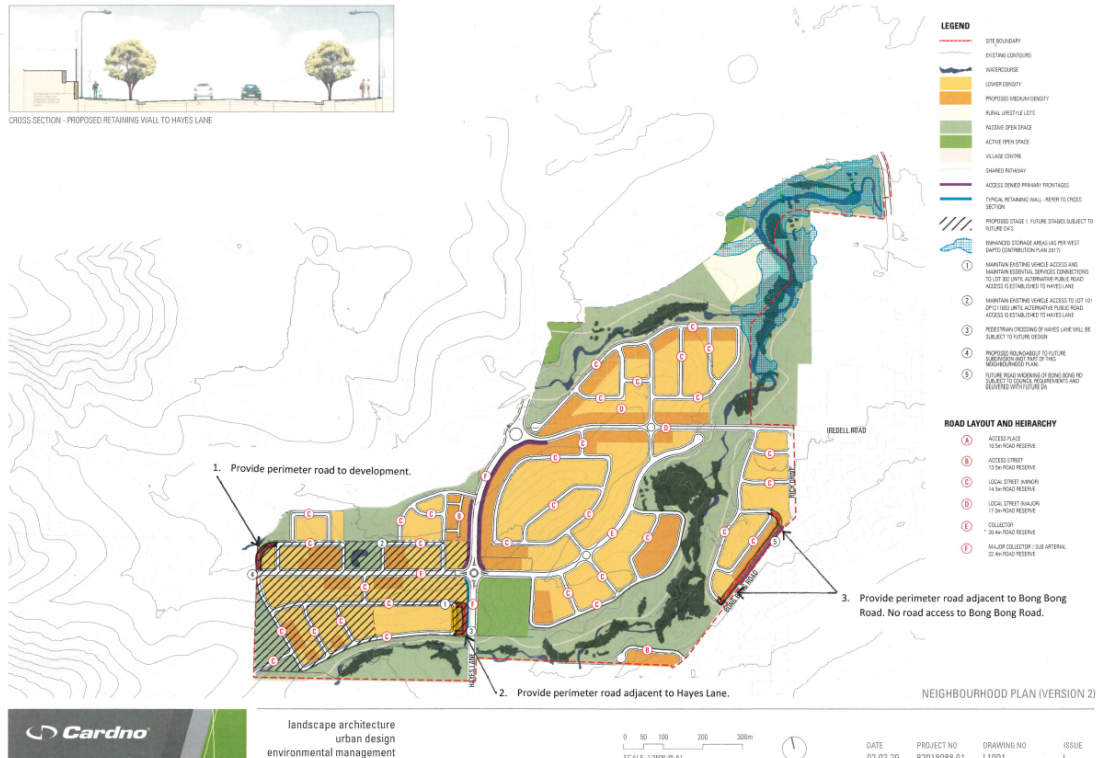 CROSS SECTION - PROPOSED RETAINING WALL TO HAYES LANE
LEGEND
SITE BOUNDARY
EXISTING CONTOURS
WATERCOURSE
LOWER DENSITY
PROPOSED MEDIUM DENSITY
RURAL LIFESTYLE LOTS
PASSIVE OPEN SPACE
ACTIVE OPEN SPACE
VILLAGE CENTRE
SHARED PATHWAY
ACCESS DENIED PRIMARY FRONTAGES
TYPICAL RETAINING WALL - REFER TO CROSS
SECTION
PROPOSED STAGE 1. FUTURE STAGES SUBJECT TO
FUTURE DA'S
ENHANCED STORAGE AREAS (AS PER WEST
DAPTO CONTRIBUTION PLAN 2017)
1 MAINTAIN EXISTING VEHICLE ACCESS AND
MAINTAIN ESSENTIAL SERVICES CONNECTIONS
TO LOT 302 UNTIL ALTERNATIVE PUBLIC ROAD
ACCESS IS ESTABLISHED TO HAYES LANE
2 MAINTAIN EXISTING VEHICLE ACCESS TO LOT 101
UNTIL ALTERNATIVE PUBLIC ROAD
ACCESS IS ESTABLISHED TO HAYES LANE
3 PEDESTRIAN CROSSING OF HAYES LANE WILL BE
SUBJECT TO FUTURE DESIGN
4 PROPOSED ROUNDABOUT TO FUTURE
SUBDIVISION (NOT PART OF THIS
NEIGHBOURHOOD PLAN)
5 FUTURE ROAD WIDENING OF BONG BONG RD
SUBJECT TO COUNCIL REQUIREMENTS AND
DELIVERED WITH FUTURE DA
ROAD LAYOUT AND HEIRARCHY
A ACCESS PLACE
10.5m ROAD RESERVE
B ACCESS STREET
13.5m ROAD RESERVE
C LOCAL STREET (MINOR)
14.5m ROAD RESERVE
D LOCAL STREET (MAJOR)
17.0m ROAD RESERVE
E COLLECTOR
20.4m ROAD RESERVE
F MAJOR COLLECTOR / SUB ARTERIAL
22.4m ROAD RESERVE
IREDELL ROAD
BONG BONG ROAD
HAYES LANE
1. Provide perimeter road to development.
2. Provide perimeter road adjacent to Hayes Lane.
3. Provide perimeter road adjacent to Bong Bong
Road. No road access to Bong Bong Road.
NEIGHBOURHOOD PLAN (VERSION 2)
Cardno
landscape architecture
urban design
environmental management
0 50 100 200 300m
DATE PROJECT NO DRAWING NO ISSUE